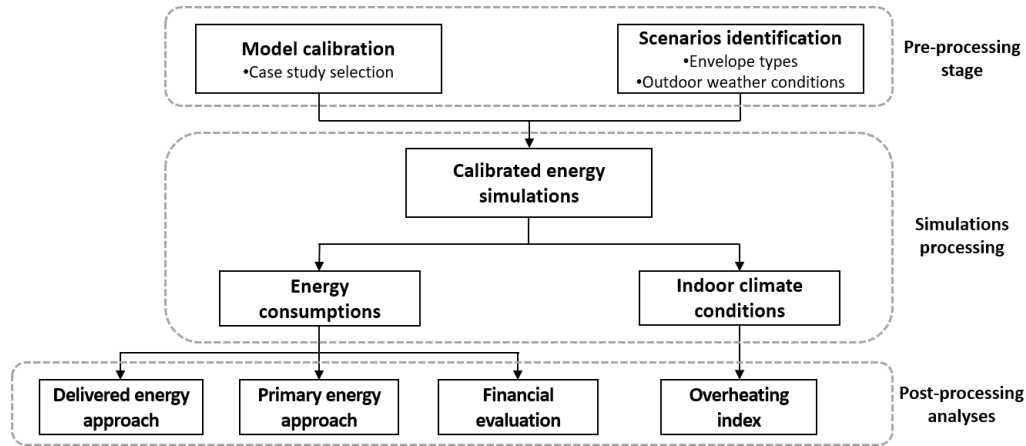 Model calibration
•Case study selection
Scenarios identification
•Envelope types
•Outdoor weather conditions
Pre-processing
stage
Calibrated energy
simulations
Simulations
processing
Energy
consumptions
Indoor climate
conditions
Delivered energy
approach
Primary energy
approach
Financial
evaluation
Overheating
index
Post-processing
analyses